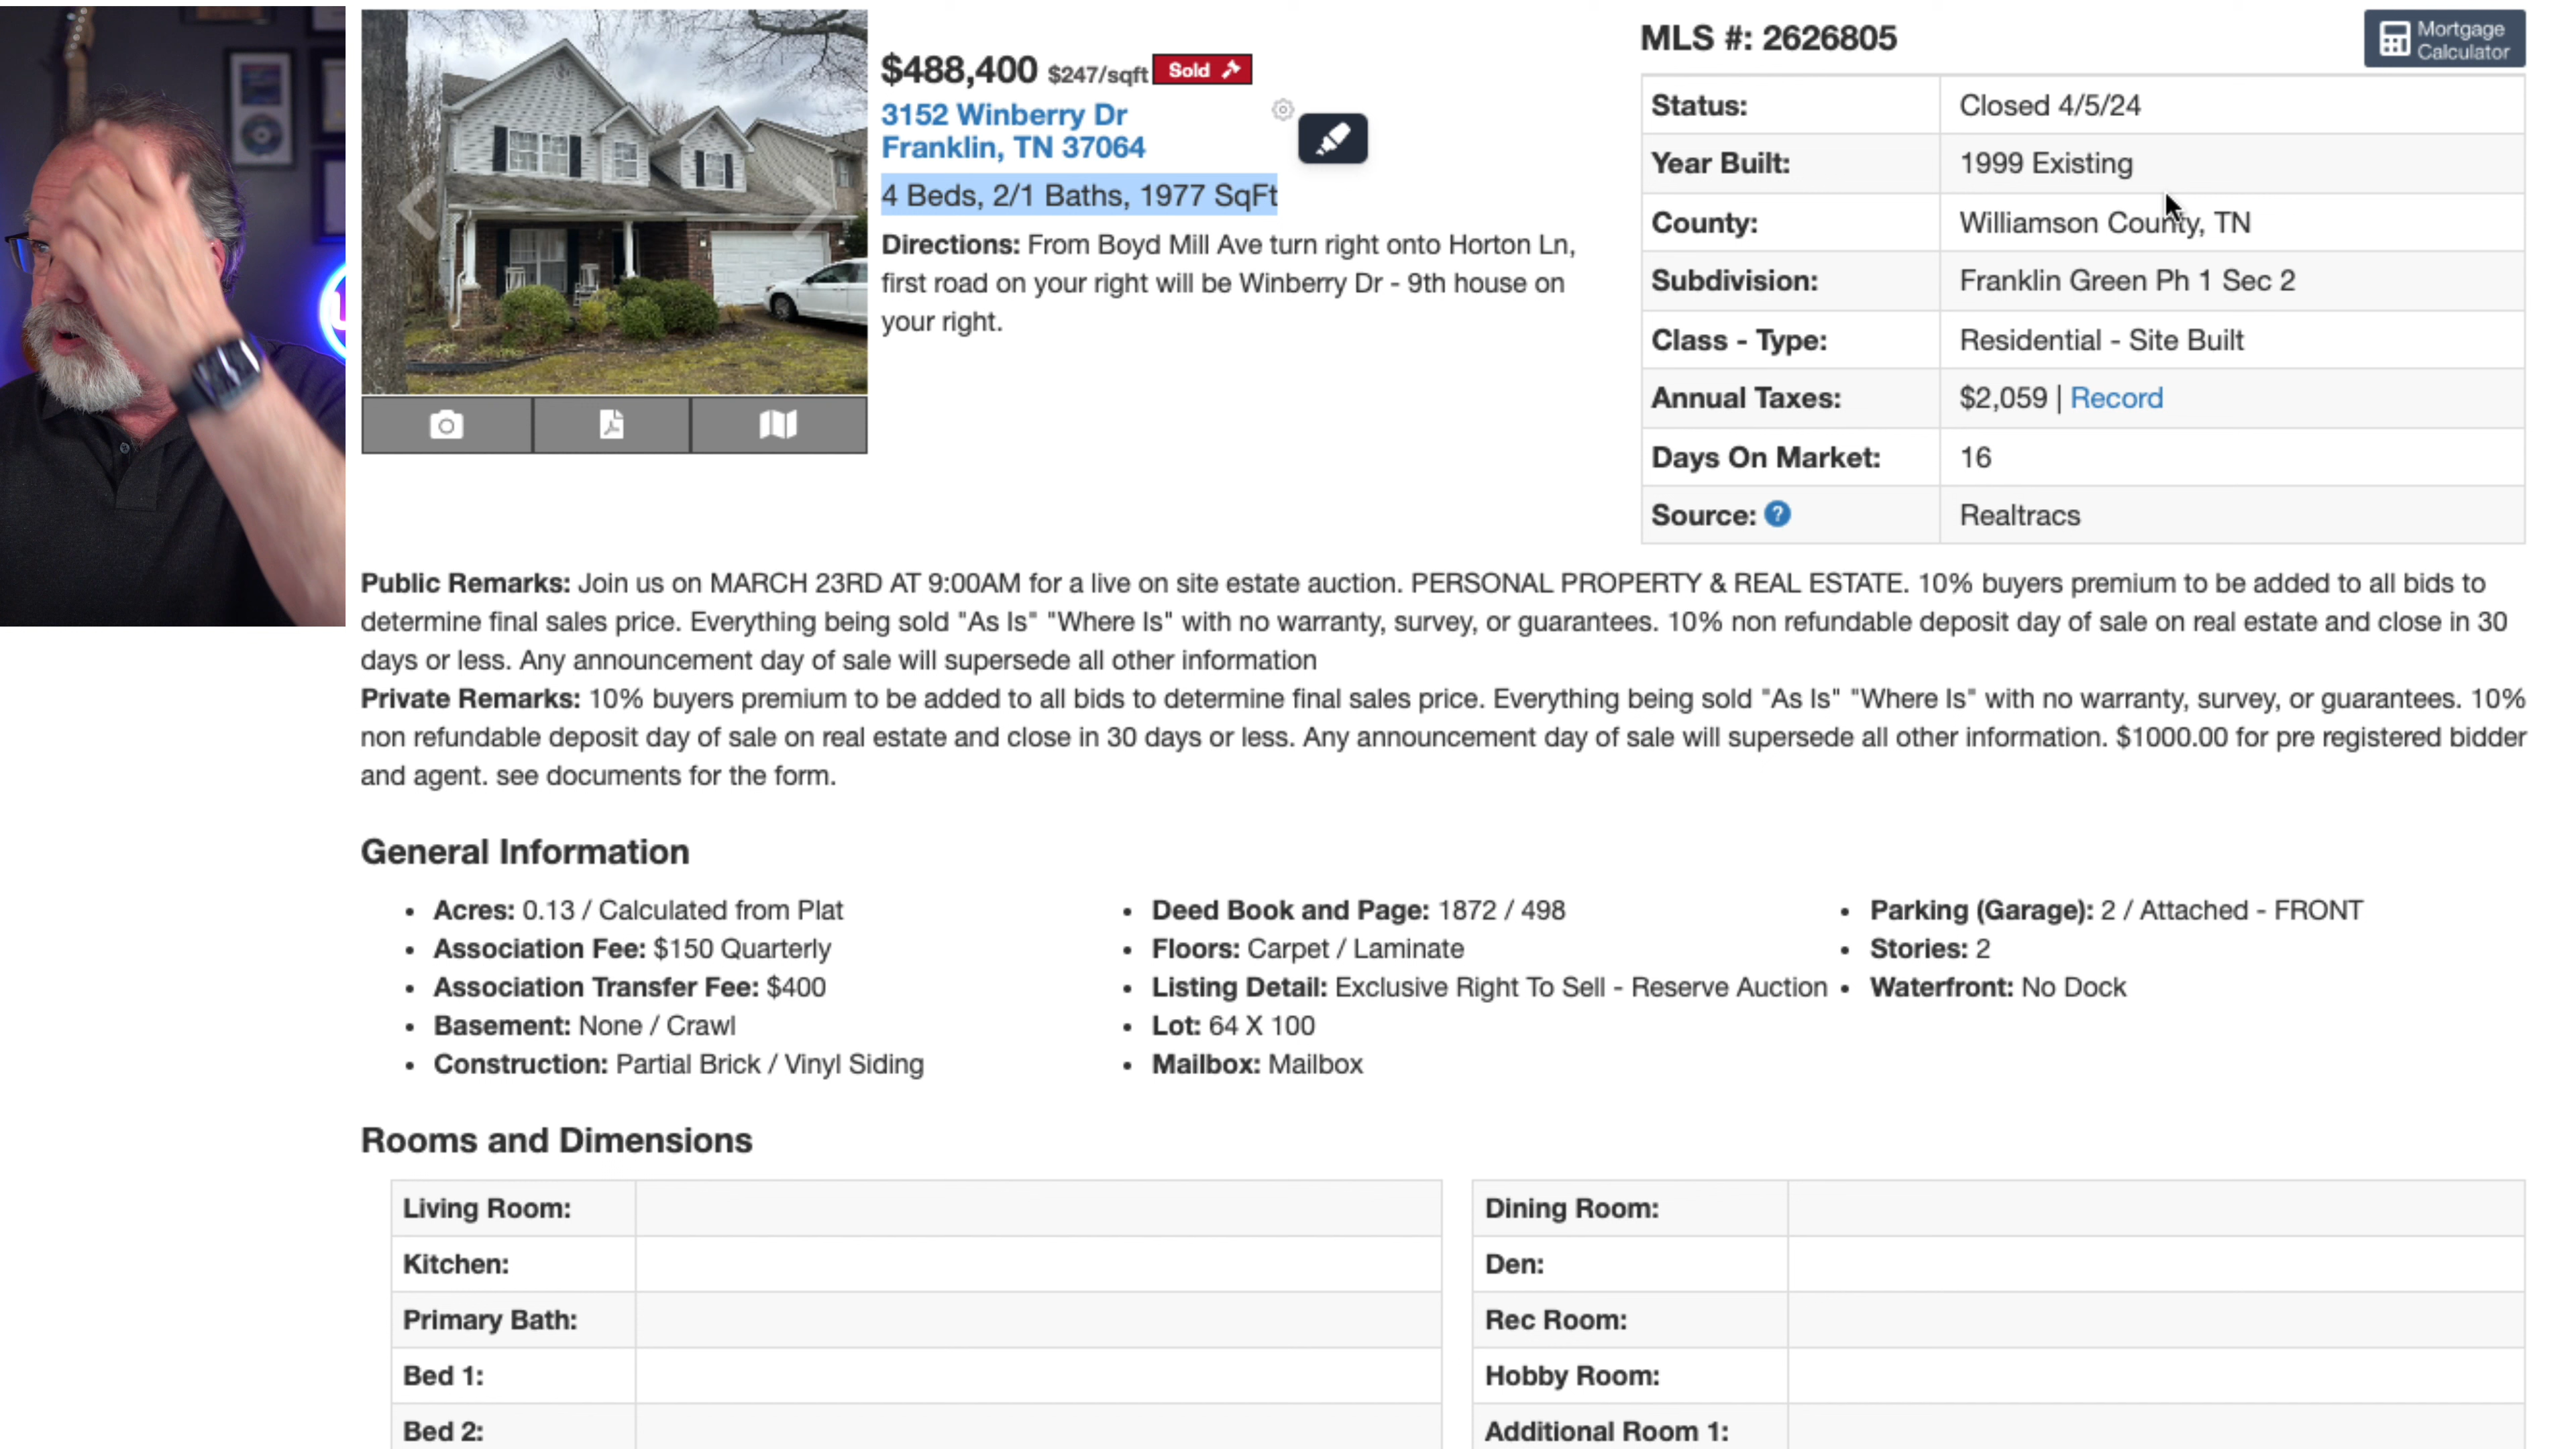 $488,400 $247/sqft Sold
3152 Winberry Dr
Franklin, TN 37064
4 Beds, 2/1 Baths, 1977 SqFt
Directions: From Boyd Mill Ave turn right onto Horton Ln,
first road on your right will be Winberry Dr - 9th house on
your right.
MLS #: 2626805
Mortgage
Calculator
Status: Closed 4/5/24
Year Built: 1999 Existing
County: Williamson County, TN
Subdivision: Franklin Green Ph 1 Sec 2
Class - Type: Residential - Site Built
Annual Taxes: $2,059 | Record
Days On Market: 16
Source: ? Realtracs
Public Remarks: Join us on MARCH 23RD AT 9:00AM for a live on site estate auction. PERSONAL PROPERTY & REAL ESTATE. 10% buyers premium to be added to all bids to
determine final sales price. Everything being sold "As Is" "Where Is" with no warranty, survey, or guarantees. 10% non refundable deposit day of sale on real estate and close in 30
days or less. Any announcement day of sale will supersede all other information
Private Remarks: 10% buyers premium to be added to all bids to determine final sales price. Everything being sold "As Is" "Where Is" with no warranty, survey, or guarantees. 10%
non refundable deposit day of sale on real estate and close in 30 days or less. Any announcement day of sale will supersede all other information. $1000.00 for pre registered bidder
and agent. see documents for the form.
General Information
• Acres: 0.13 / Calculated from Plat
• Association Fee: $150 Quarterly
• Association Transfer Fee: $400
• Basement: None / Crawl
• Construction: Partial Brick / Vinyl Siding
• Deed Book and Page: 1872 / 498
• Floors: Carpet / Laminate
• Listing Detail: Exclusive Right To Sell - Reserve Auction
• Lot: 64 X 100
• Mailbox: Mailbox
• Parking (Garage): 2 / Attached - FRONT
• Stories: 2
• Waterfront: No Dock
Rooms and Dimensions
Living Room:
Kitchen:
Primary Bath:
Bed 1:
Bed 2:
Dining Room:
Den:
Rec Room:
Hobby Room:
Additional Room 1: